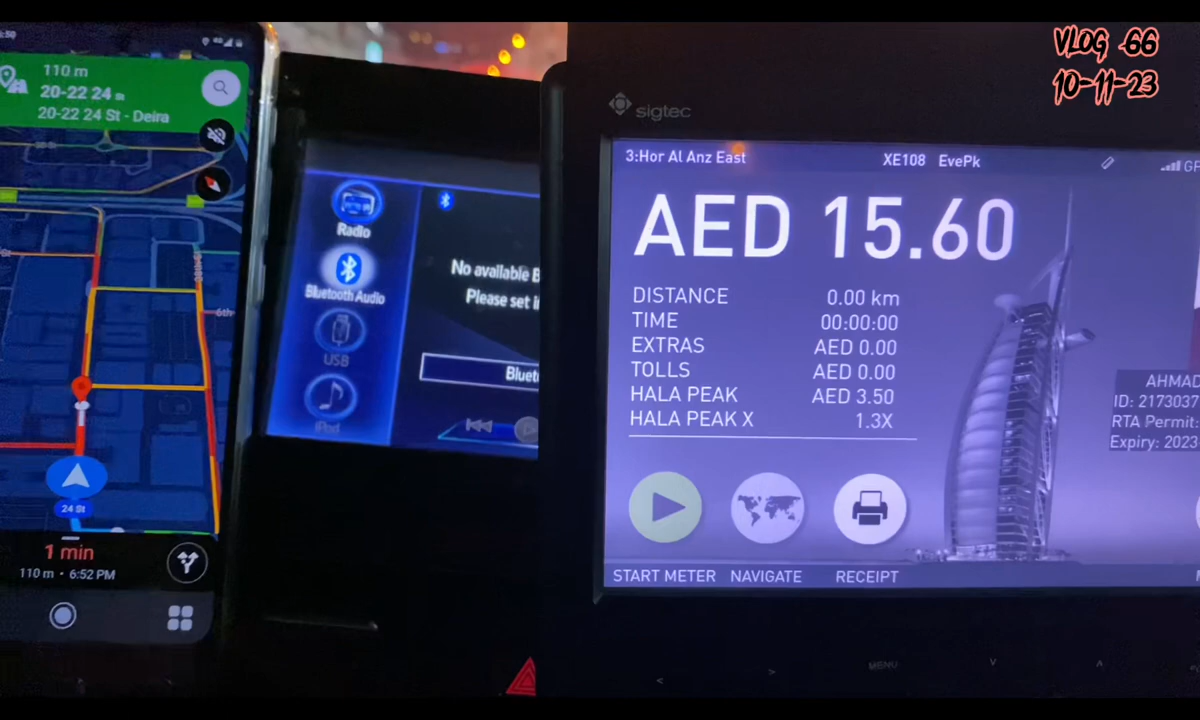 VLOG -66
10-11-23
110 m
20-22 24 St
20-22 24 St - Deira
6th
24 St
1 min
110 m • 6:52 PM
Radio
Bluetooth Audio
USB
iPod
No available B
Please set i
Bluet
sigtec
3:Hor Al Anz East XE108 EvePk
AED 15.60
DISTANCE 0.00 km
TIME 00:00:00
EXTRAS AED 0.00
TOLLS AED 0.00
HALA PEAK AED 3.50
HALA PEAK X 1.3X
AHMAD
ID: 2173037
RTA Permit:
Expiry: 2023
START METER NAVIGATE RECEIPT
< > MENU ∨ ∧